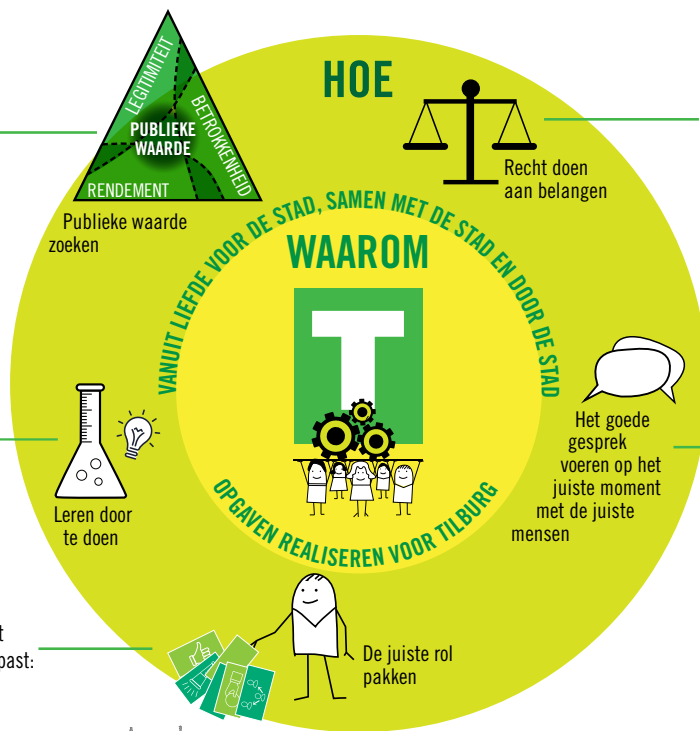 HOE
LEGITIMITEIT
BETROKKENHEID
PUBLIEKE
WAARDE
RENDEMENT
Publieke waarde
zoeken
Recht doen
aan belangen
VANUIT LIEFDE VOOR DE STAD, SAMEN MET DE STAD EN DOOR DE STAD
WAAROM
T
OPGAVEN REALISEREN VOOR TILBURG
Het goede
gesprek
voeren op het
juiste moment
met de juiste
mensen
Leren door
te doen
De juiste rol
pakken
t
past: